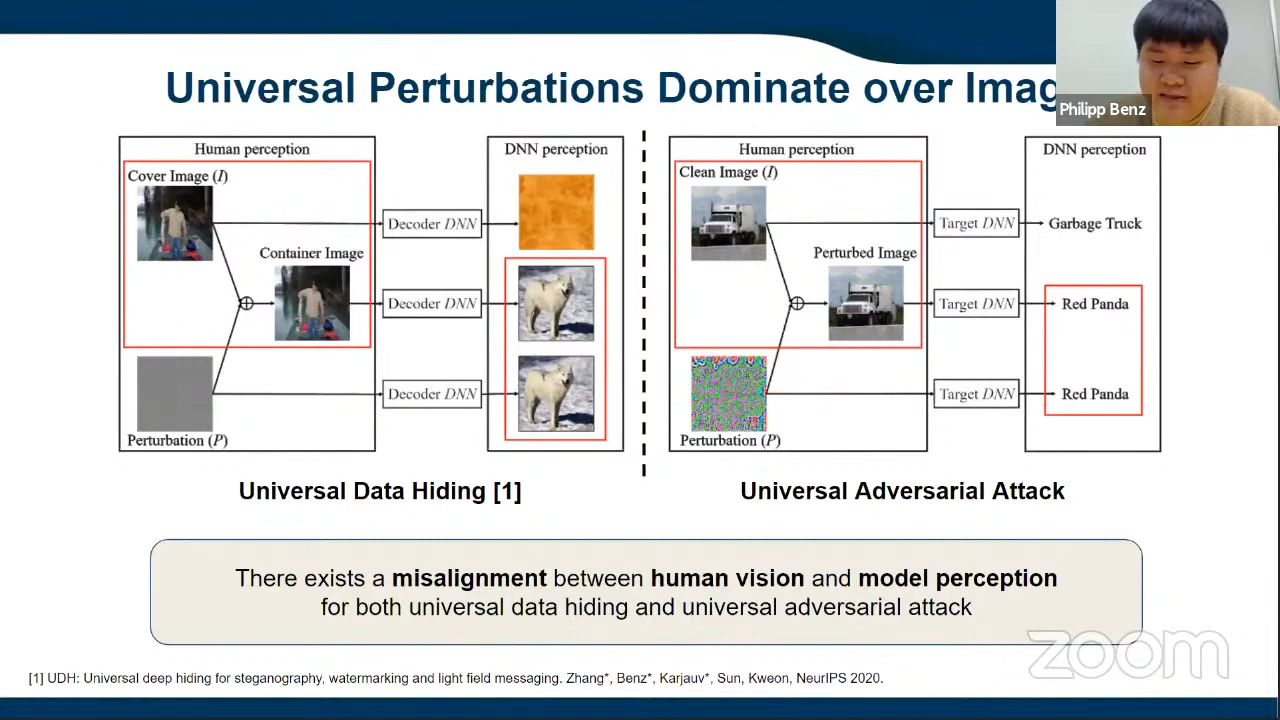 Universal Perturbations Dominate over Imag
Philipp Benz
Human perception
DNN perception
Cover Image (I)
Decoder DNN
Container Image
Decoder DNN
Decoder DNN
Perturbation (P)
Universal Data Hiding [1]
Human perception
DNN perception
Clean Image (I)
Target DNN
Garbage Truck
Perturbed Image
Target DNN
Red Panda
Target DNN
Red Panda
Perturbation (P)
Universal Adversarial Attack
There exists a misalignment between human vision and model perception
for both universal data hiding and universal adversarial attack
zoom
[1] UDH: Universal deep hiding for steganography, watermarking and light field messaging. Zhang*, Benz*, Karjauv*, Sun, Kweon, NeurIPS 2020.